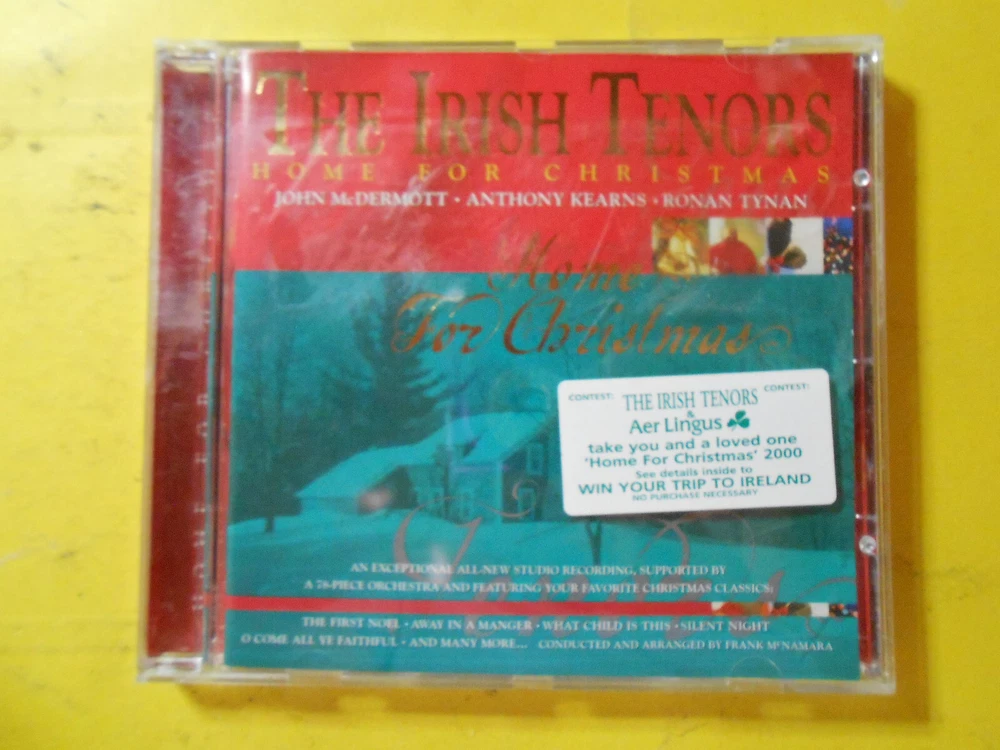 THE IRISH TENORS
HOME FOR CHRISTMAS
JOHN McDERMOTT • ANTHONY KEARNS • RONAN TYNAN
Home
For Christmas
CONTEST: THE IRISH TENORS CONTEST:
&
Aer Lingus
take you and a loved one
'Home For Christmas' 2000
See details inside to
WIN YOUR TRIP TO IRELAND
NO PURCHASE NECESSARY
AN EXCEPTIONAL ALL-NEW STUDIO RECORDING, SUPPORTED BY
A 78-PIECE ORCHESTRA AND FEATURING YOUR FAVORITE CHRISTMAS CLASSICS:
THE FIRST NOEL • AWAY IN A MANGER • WHAT CHILD IS THIS • SILENT NIGHT
O COME ALL YE FAITHFUL • AND MANY MORE... CONDUCTED AND ARRANGED BY FRANK McNAMARA